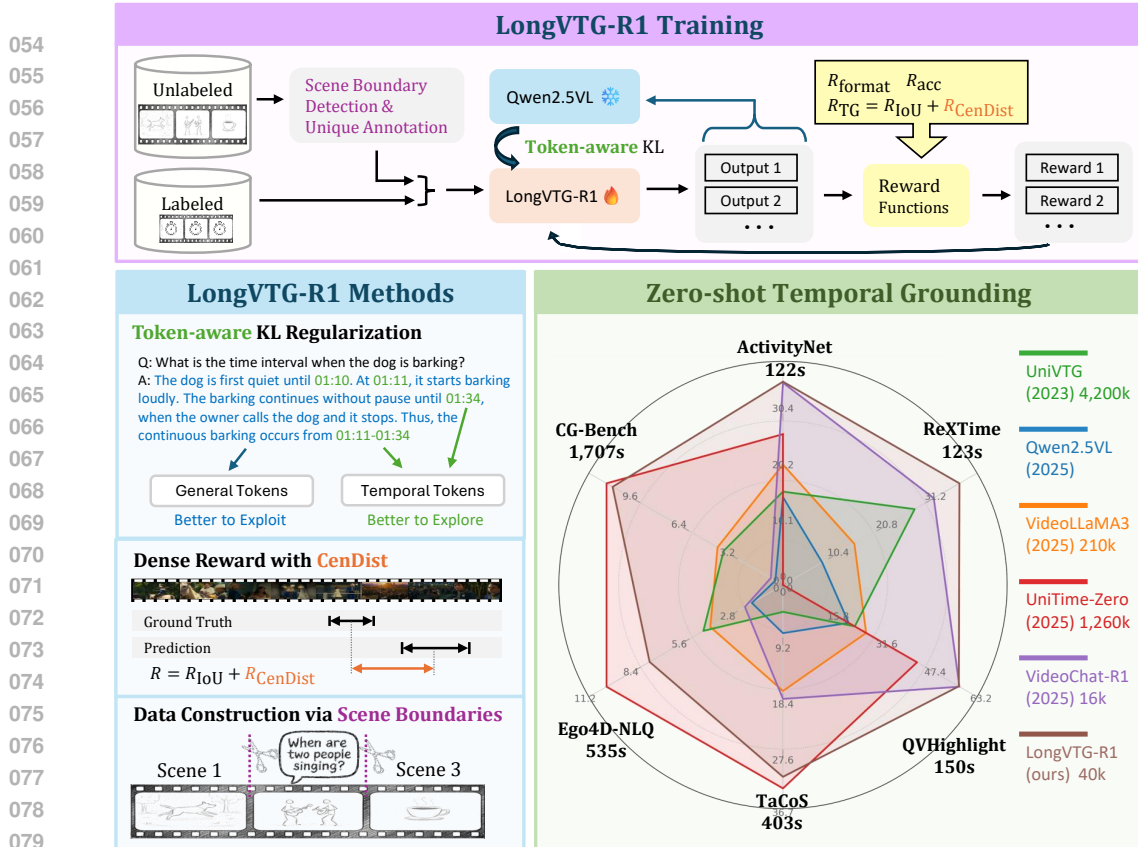 054
055
056
057
058
059
060
061
062
063
064
065
066
067
068
069
070
071
072
073
074
075
076
077
078
079
LongVTG-R1 Training
Unlabeled
Labeled
Scene Boundary
Detection &
Unique Annotation
Qwen2.5VL
Token-aware KL
LongVTG-R1
Output 1
Output 2
• • •
R_format R_acc
R_TG = R_IoU + R_CenDist
Reward
Functions
Reward 1
Reward 2
• • •
LongVTG-R1 Methods
Token-aware KL Regularization
Q: What is the time interval when the dog is barking?
A: The dog is first quiet until 01:10. At 01:11, it starts barking
loudly. The barking continues without pause until 01:34,
when the owner calls the dog and it stops. Thus, the
continuous barking occurs from 01:11-01:34
General Tokens
Temporal Tokens
Better to Exploit
Better to Explore
Dense Reward with CenDist
Ground Truth
Prediction
R = R_IoU + R_CenDist
Data Construction via Scene Boundaries
Scene 1
When are
two people
singing?
Scene 3
Zero-shot Temporal Grounding
ActivityNet
122s
30.4
20.2
10.1
ReXTime
123s
31.2
20.8
10.4
CG-Bench
1,707s
9.6
6.4
3.2
2.8
5.6
8.4
11.2
Ego4D-NLQ
535s
9.2
18.4
27.6
TaCoS
403s
31.6
47.4
63.2
QVHighlight
150s
UniVTG
(2023) 4,200k
Qwen2.5VL
(2025)
VideoLLaMA3
(2025) 210k
UniTime-Zero
(2025) 1,260k
VideoChat-R1
(2025) 16k
LongVTG-R1
(ours) 40k